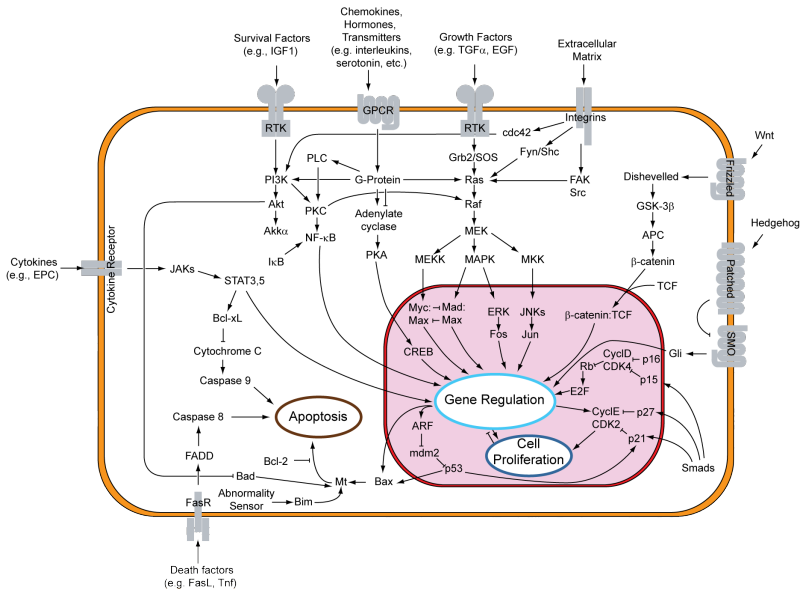 Chemokines,
Hormones,
Transmitters
(e.g. interleukins,
serotonin, etc.)
Survival Factors
(e.g., IGF1)
Growth Factors
(e.g. TGFα, EGF)
Extracellular
Matrix
RTK
GPCR
RTK
Integrins
cdc42
Wnt
PLC
Grb2/SOS
Fyn/Shc
Frizzled
PI3K
G-Protein
Ras
FAK
Src
Dishevelled
Akt
PKC
Adenylate
cyclase
Raf
GSK-3β
Hedgehog
Akkα
NF-κB
MEK
APC
IκB
PKA
MEKK
MAPK
MKK
β-catenin
Cytokines
(e.g., EPC)
Cytokine Receptor
JAKs
STAT3,5
TCF
Patched
Myc:
Max
Mad:
Max
ERK
Fos
JNKs
Jun
β-catenin:TCF
Bcl-xL
SMO
Cytochrome C
CREB
CycID
CDK4
p16
p15
Gli
Rb
E2F
Caspase 9
Gene Regulation
Caspase 8
Apoptosis
CycIE
CDK2
p27
p21
ARF
Cell
Proliferation
FADD
Bcl-2
mdm2
p53
Smads
Bad
Mt
Bax
FasR
Abnormality
Sensor
Bim
Death factors
(e.g. FasL, Tnf)